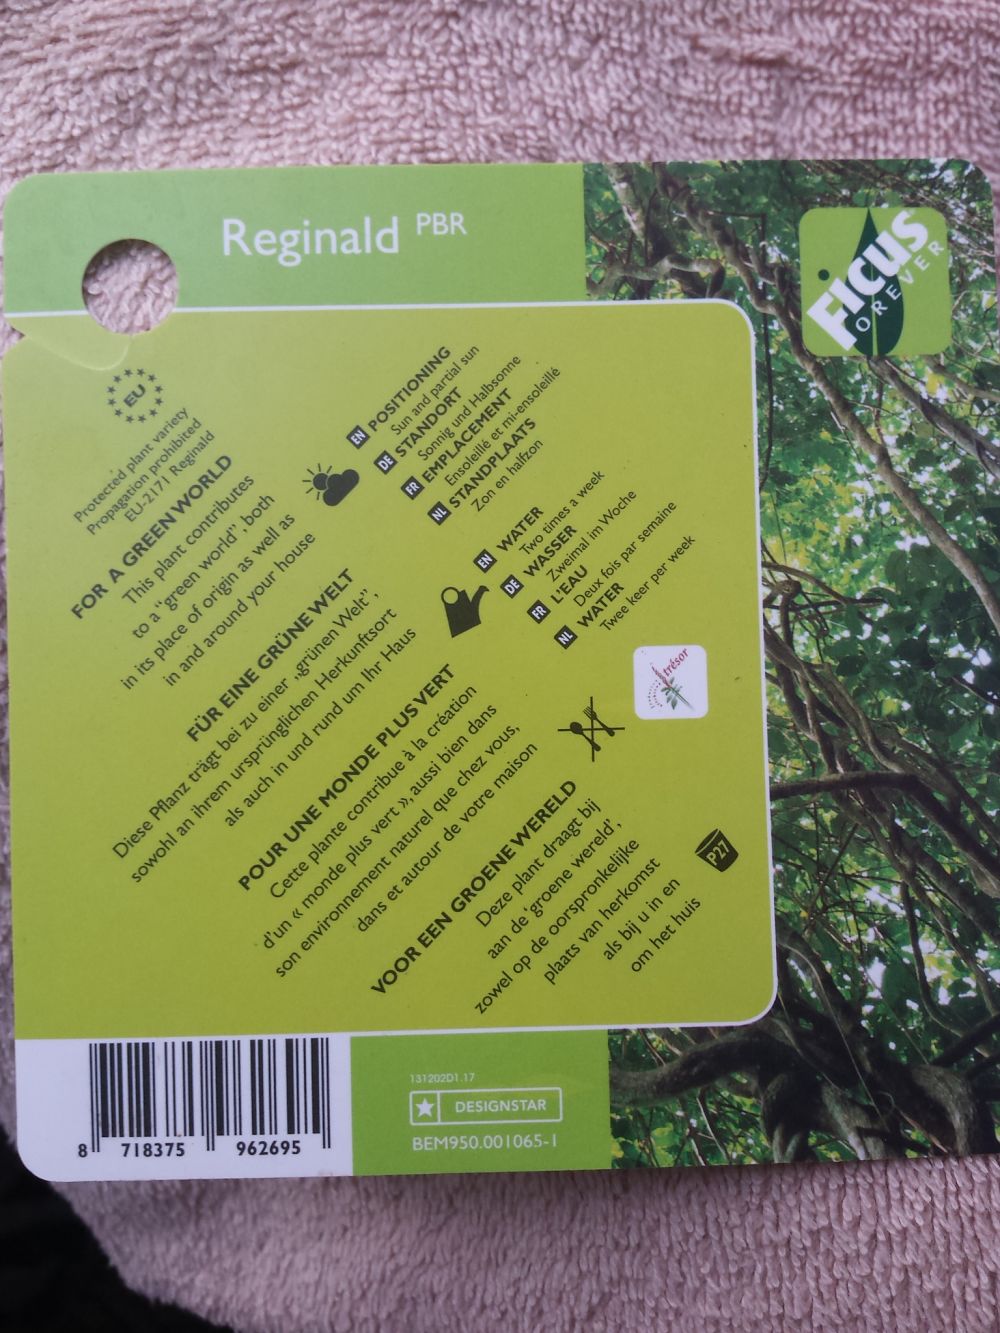 Reginald PBR
Ficus
FOREVER
EU
Protected plant variety
Propagation prohibited
EU-2171 Reginald
FOR A GREEN WORLD
This plant contributes
to a “green world”, both
in its place of origin as well as
in and around your house
FÜR EINE GRÜNE WELT
Diese Pflanz trägt bei zu einer ‚grünen Welt’,
sowohl an ihrem ursprünglichen Herkunftsort
als auch in und rund um Ihr Haus
POUR UNE MONDE PLUS VERT
Cette plante contribue à la création
d'un « monde plus vert », aussi bien dans
son environnement naturel que chez vous,
dans et autour de votre maison
VOOR EEN GROENE WERELD
Deze plant draagt bij
aan de ‘groene wereld’,
zowel op de oorspronkelijke
plaats van herkomst
als bij u in en
om het huis
EN POSITIONING
Sun and partial sun
DE STANDORT
Sonnig und Halbsonne
FR EMPLACEMENT
Ensoleillé et mi-ensoleillé
NL STANDPLAATS
Zon en halfzon
EN WATER
Two times a week
DE WASSER
Zweimal im Woche
FR L'EAU
Deux fois par semaine
NL WATER
Twee keer per week
trésor
P27
8 718375 962695
131202D1.17
DESIGNSTAR
BEM950.001065-1